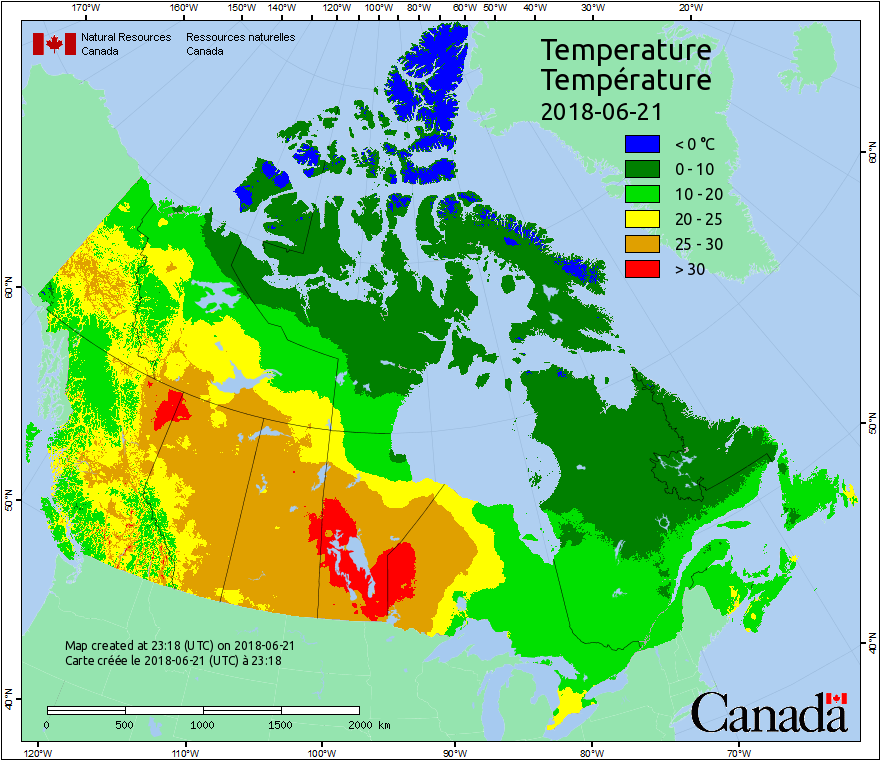 170°W 160°W 150°W 140°W 120°W 100°W 80°W 60°W 50°W 40°W 30°W 20°W
Natural Resources Ressources naturelles
Canada Canada
Temperature
Température
2018-06-21
< 0 °C
0 - 10
10 - 20
20 - 25
25 - 30
> 30
60°N
60°N
50°N
50°N
40°N
40°N
Map created at 23:18 (UTC) on 2018-06-21
Carte créée le 2018-06-21 (UTC) à 23:18
0 500 1000 1500 2000 km
Canada
120°W 110°W 100°W 90°W 80°W 70°W